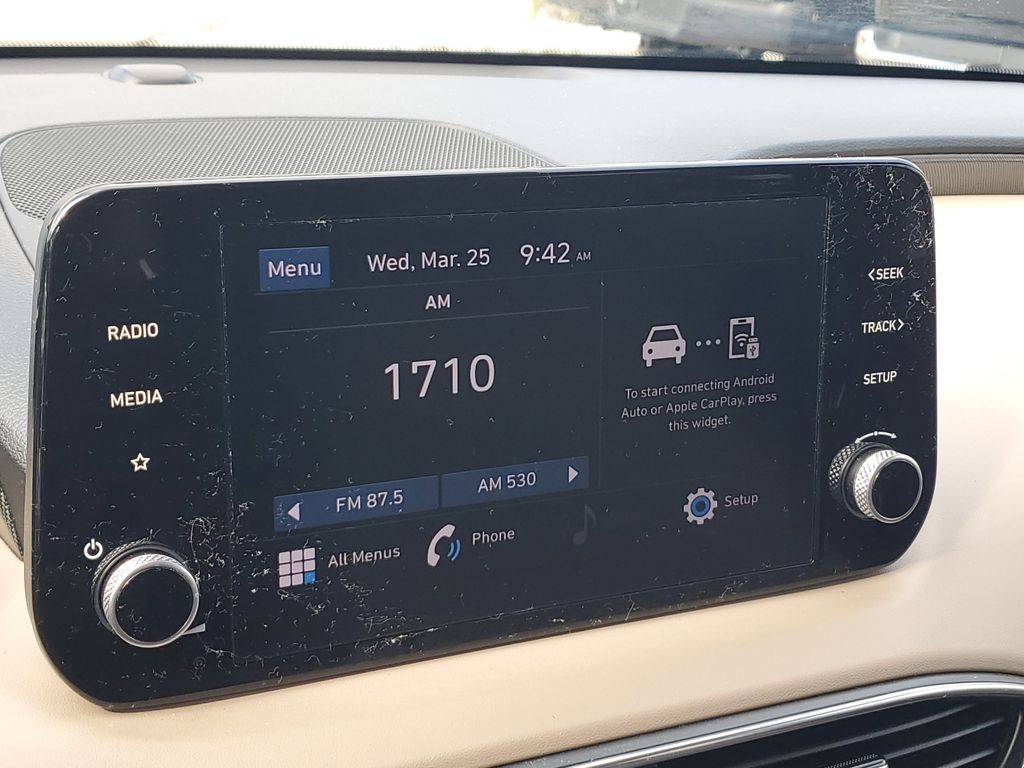 RADIO
MEDIA
Menu
Wed, Mar. 25
9:42 AM
AM
1710
FM 87.5
AM 530
To start connecting Android
Auto or Apple CarPlay, press
this widget.
All Menus
Phone
Setup
SEEK
TRACK
SETUP